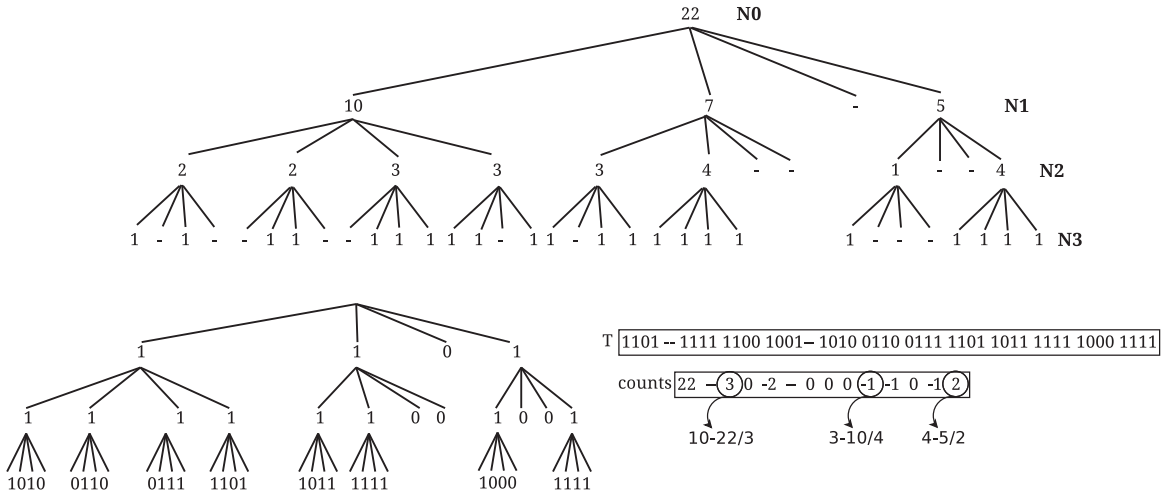 22 N0
10 7 - 5 N1
2 2 3 3 3 4 - - 1 - - 4 N2
1 - 1 - - 1 1 - - 1 1 1 1 1 - 1 1 - 1 1 1 1 1 1 1 - - - 1 1 1 1 N3
1 1 0 1
1 1 1 1 1 1 0 0 1 0 0 1
1010 0110 0111 1101 1011 1111 1000 1111
T 1101 -- 1111 1100 1001– 1010 0110 0111 1101 1011 1111 1000 1111
counts 22 – 3 0 -2 – 0 0 0 -1 -1 0 -1 2
10-22/3 3-10/4 4-5/2